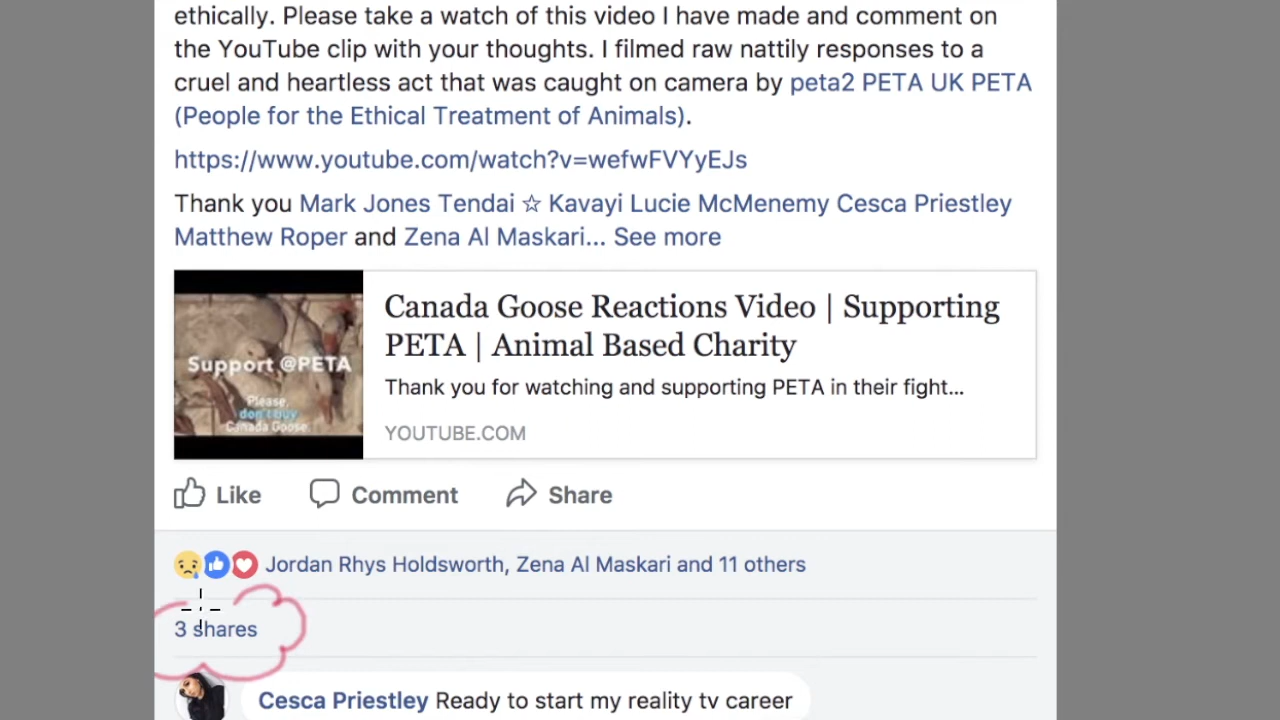 ethically. Please take a watch of this video I have made and comment on
the YouTube clip with your thoughts. I filmed raw nattily responses to a
cruel and heartless act that was caught on camera by peta2 PETA UK PETA
(People for the Ethical Treatment of Animals).
https://www.youtube.com/watch?v=wefwFVYyEJs
Thank you Mark Jones Tendai ☆ Kavayi Lucie McMenemy Cesca Priestley
Matthew Roper and Zena Al Maskari... See more
Support @PETA
Please,
don't buy
Canada Goose.
Canada Goose Reactions Video | Supporting
PETA | Animal Based Charity
Thank you for watching and supporting PETA in their fight...
YOUTUBE.COM
Like Comment Share
Jordan Rhys Holdsworth, Zena Al Maskari and 11 others
3 shares
Cesca Priestley Ready to start my reality tv career